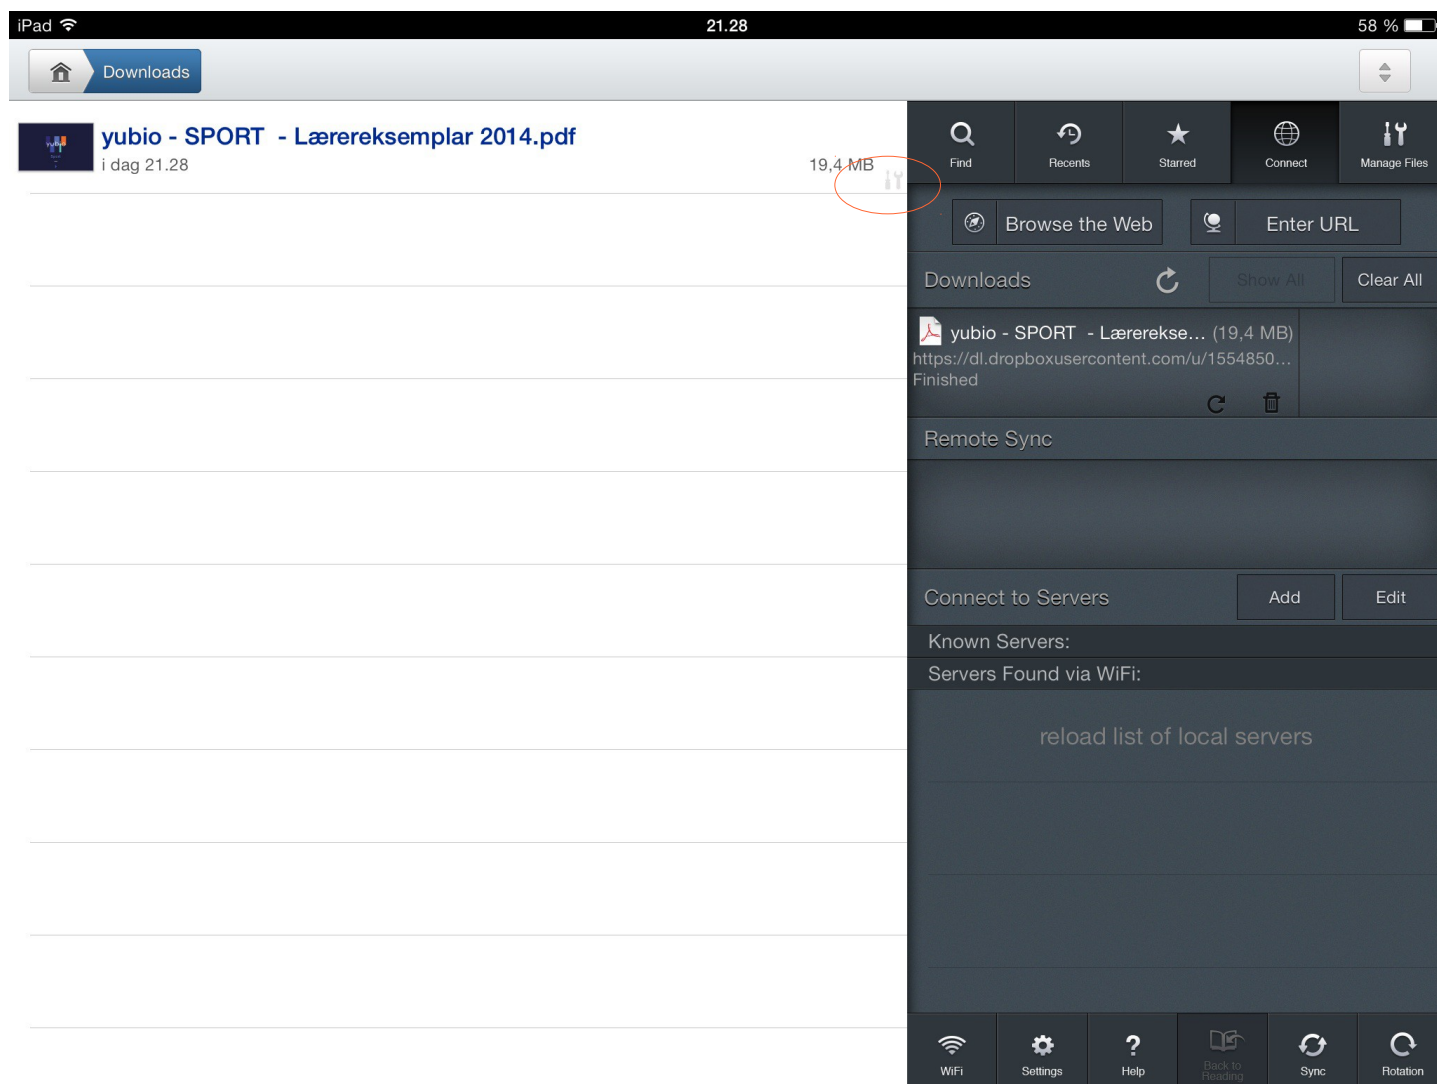 iPad 21.28 58 %
Downloads
yubio - SPORT - Lærereksemplar 2014.pdf
i dag 21.28 19,4 MB
Find Recents Starred Connect Manage Files
Browse the Web Enter URL
Downloads Show All Clear All
yubio - SPORT - Lærerekse... (19,4 MB)
https://dl.dropboxusercontent.com/u/1554850...
Finished
Remote Sync
Connect to Servers Add Edit
Known Servers:
Servers Found via WiFi:
reload list of local servers
WiFi Settings Help Back to Reading Sync Rotation